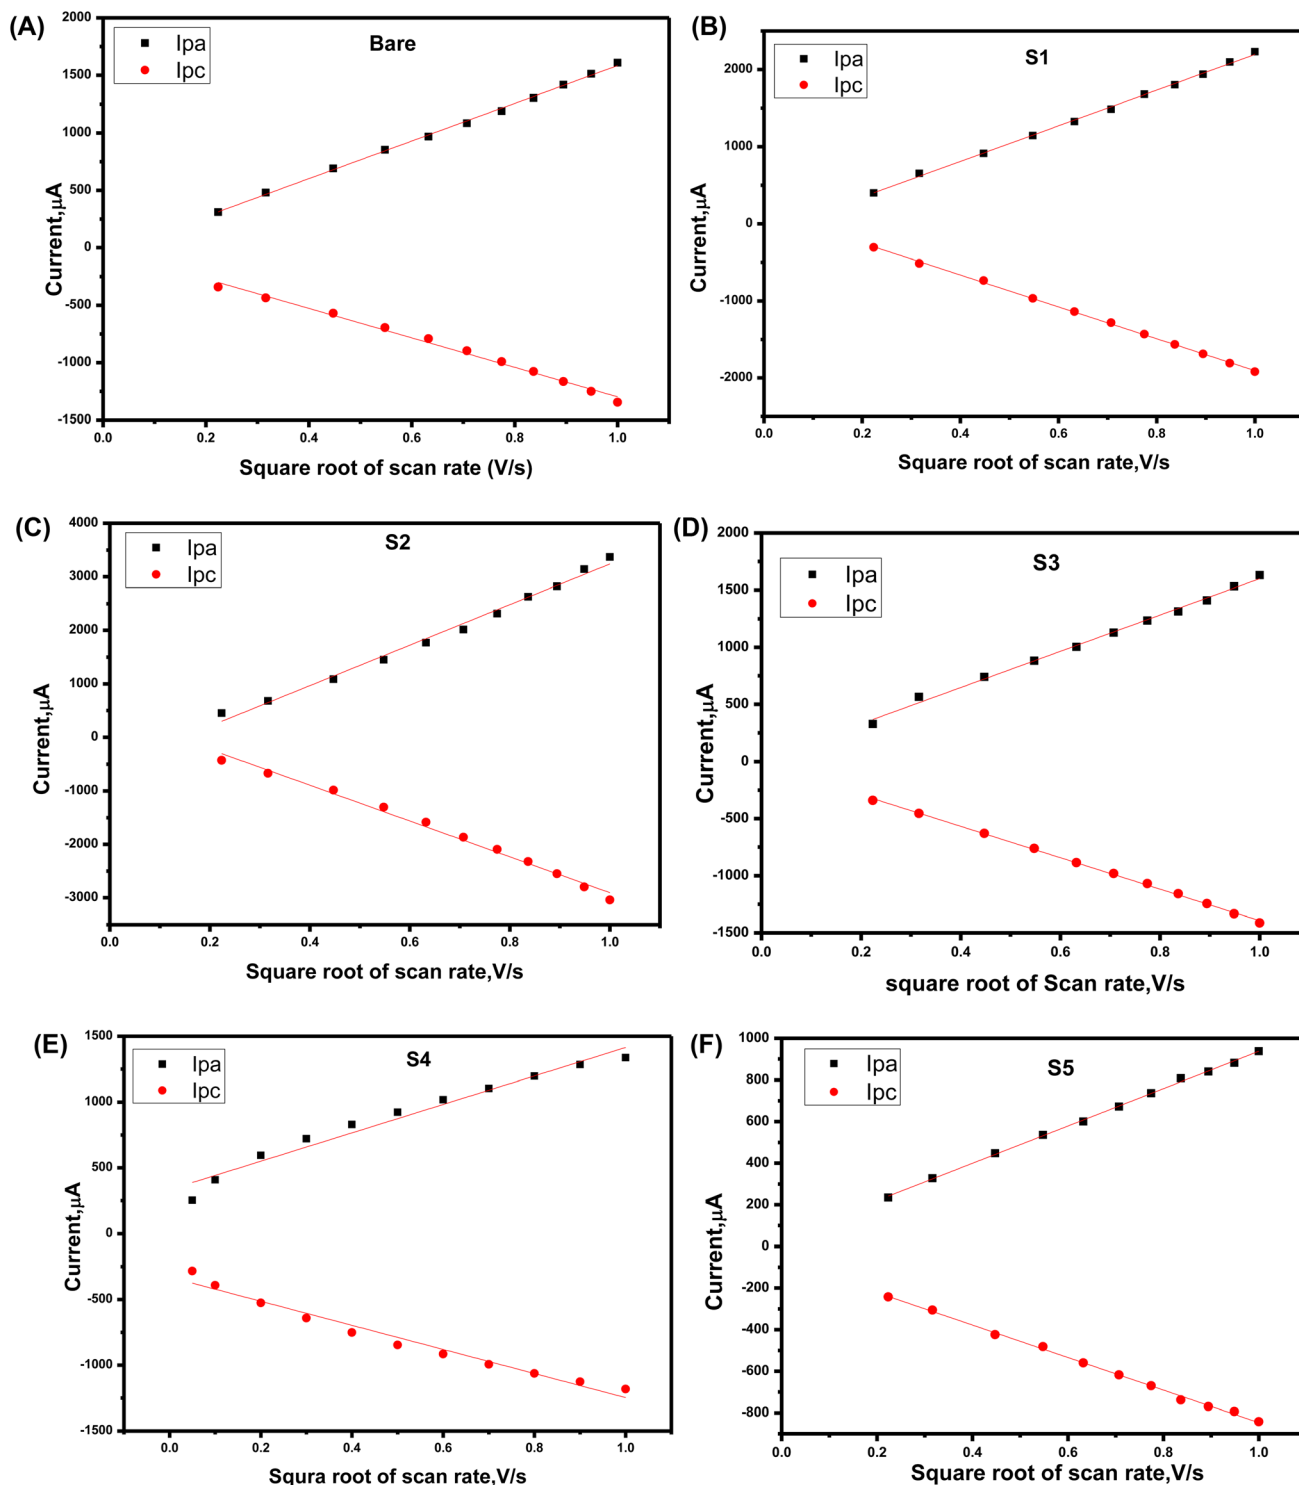 (A)
Bare
Ipa
Ipc
2000
1500
1000
500
0
-500
-1000
-1500
0.0 0.2 0.4 0.6 0.8 1.0
Current,µA
Square root of scan rate (V/s)
(B)
S1
Ipa
Ipc
2000
1000
0
-1000
-2000
0.0 0.2 0.4 0.6 0.8 1.0
Current,µA
Square root of scan rate,V/s
(C)
S2
Ipa
Ipc
4000
3000
2000
1000
0
-1000
-2000
-3000
0.0 0.2 0.4 0.6 0.8 1.0
Current,µA
Square root of scan rate,V/s
(D)
S3
Ipa
Ipc
2000
1500
1000
500
0
-500
-1000
-1500
0.0 0.2 0.4 0.6 0.8 1.0
Current,µA
square root of Scan rate,V/s
(E)
S4
Ipa
Ipc
1500
1000
500
0
-500
-1000
-1500
0.0 0.2 0.4 0.6 0.8 1.0
Current,µA
Squra root of scan rate,V/s
(F)
S5
Ipa
Ipc
1000
800
600
400
200
0
-200
-400
-600
-800
0.0 0.2 0.4 0.6 0.8 1.0
Current,µA
Square root of scan rate,V/s